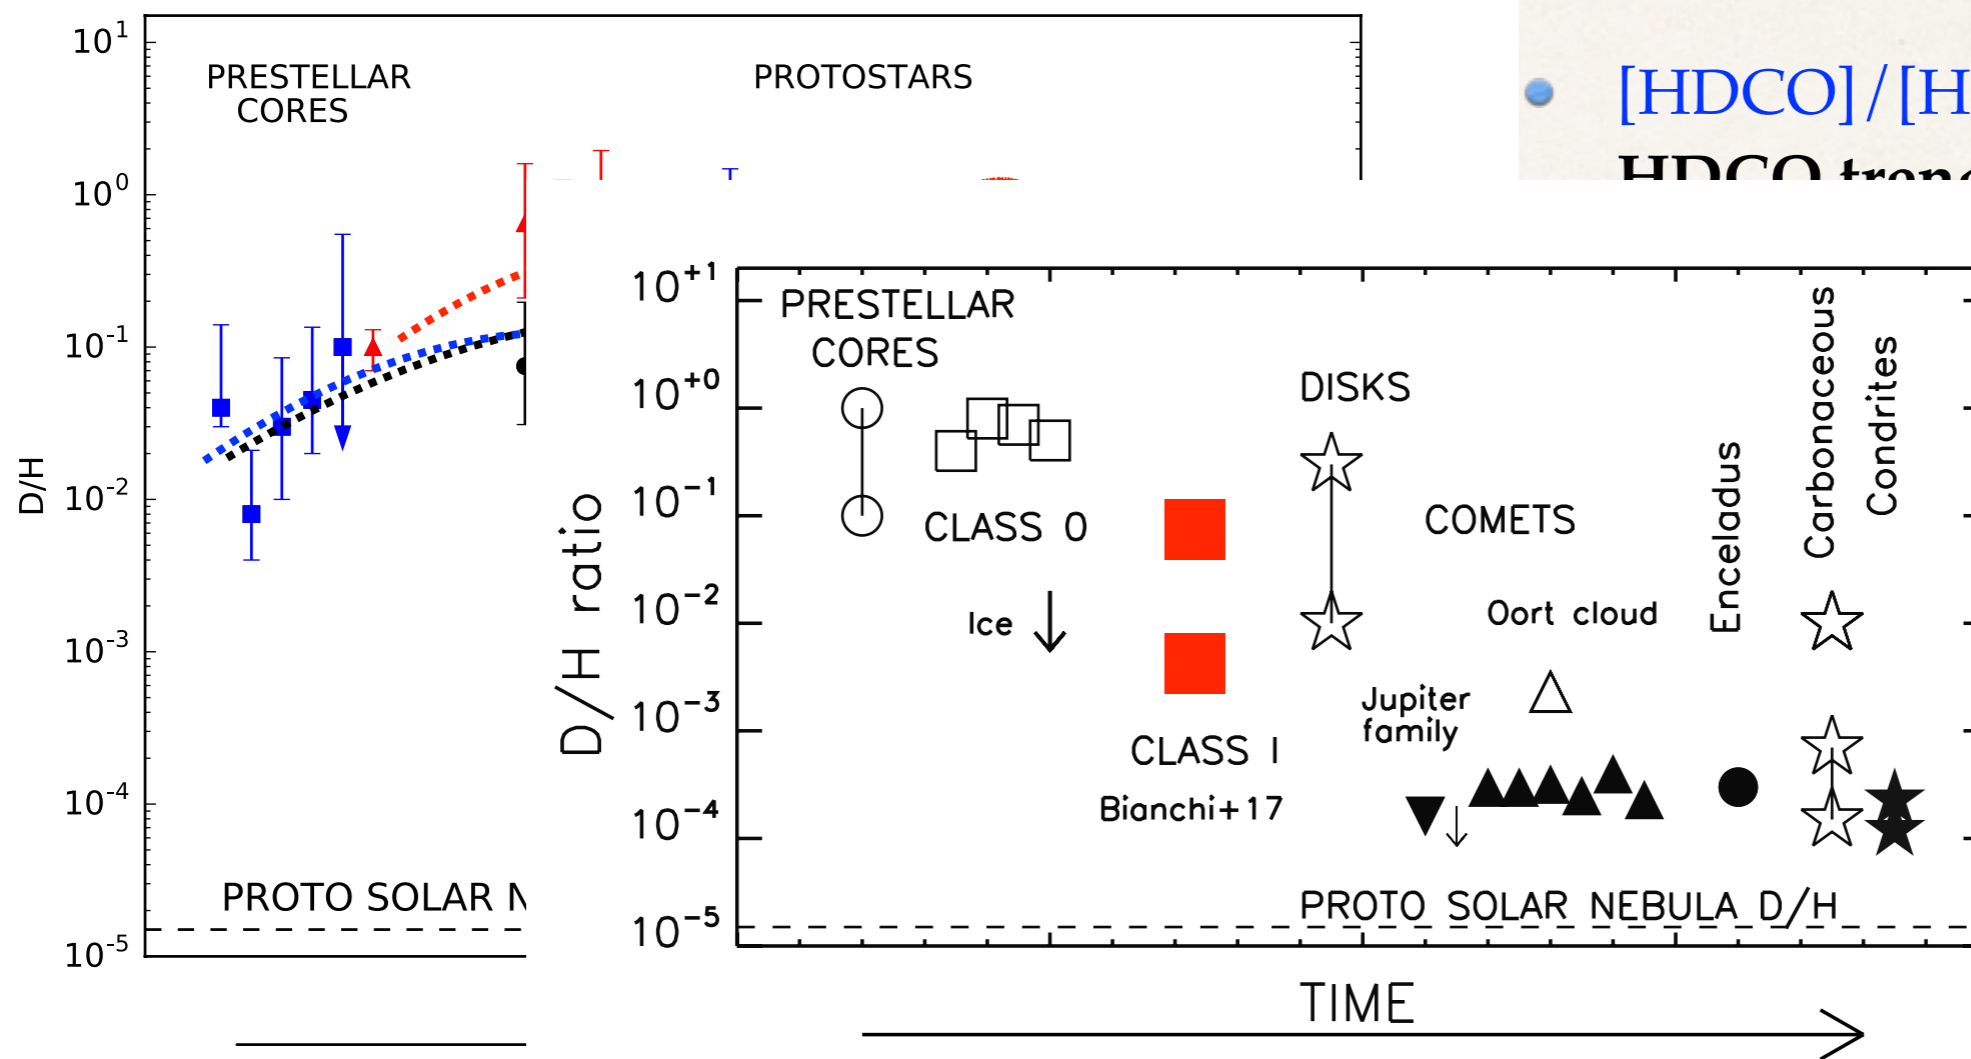 PRESTELLAR
CORES
PROTOSTARS
10^1
10^0
10^-1
10^-2
10^-3
10^-4
10^-5
D/H
PROTO SOLAR N
[HDCO]/[H
HDCO tren
10^+1
10^+0
10^-1
10^-2
10^-3
10^-4
10^-5
D/H ratio
PRESTELLAR
CORES
CLASS 0
Ice
CLASS I
Bianchi+17
DISKS
COMETS
Oort cloud
Jupiter
family
Enceladus
Carbonaceous
Condrites
PROTO SOLAR NEBULA D/H
TIME